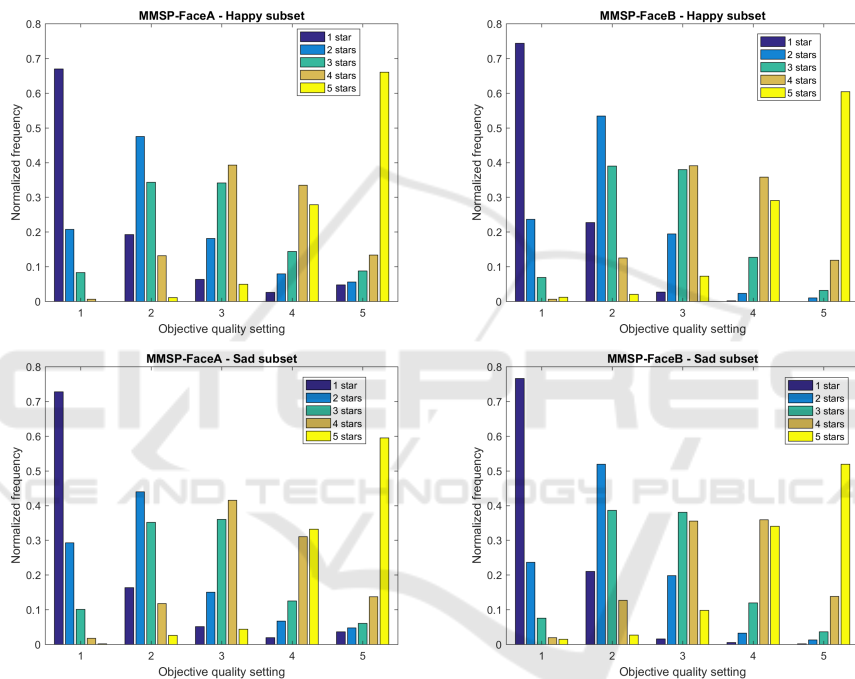 MMSP-FaceA - Happy subset
Normalized frequency
0.8
0.7
0.6
0.5
0.4
0.3
0.2
0.1
0
1 star
2 stars
3 stars
4 stars
5 stars
1 2 3 4 5
Objective quality setting
MMSP-FaceB - Happy subset
Normalized frequency
0.8
0.7
0.6
0.5
0.4
0.3
0.2
0.1
0
1 star
2 stars
3 stars
4 stars
5 stars
1 2 3 4 5
Objective quality setting
MMSP-FaceA - Sad subset
Normalized frequency
0.8
0.7
0.6
0.5
0.4
0.3
0.2
0.1
0
1 star
2 stars
3 stars
4 stars
5 stars
1 2 3 4 5
Objective quality setting
MMSP-FaceB - Sad subset
Normalized frequency
0.8
0.7
0.6
0.5
0.4
0.3
0.2
0.1
0
1 star
2 stars
3 stars
4 stars
5 stars
1 2 3 4 5
Objective quality setting
CITEPRES
NCE AND TECHNOLOGY PUBLICA